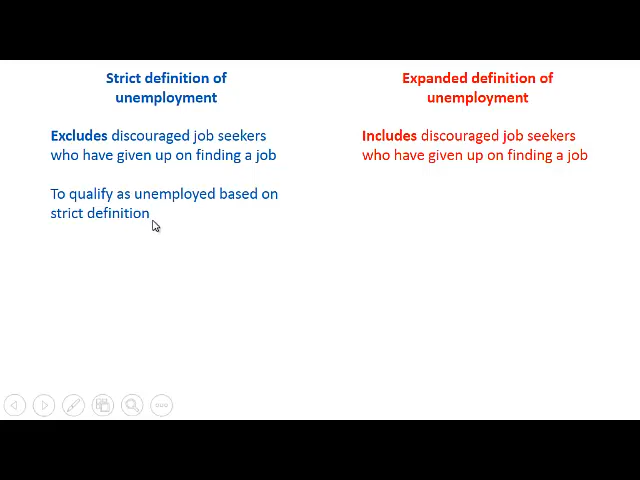 Strict definition of
unemployment
Excludes discouraged job seekers
who have given up on finding a job
To qualify as unemployed based on
strict definition
Expanded definition of
unemployment
Includes discouraged job seekers
who have given up on finding a job